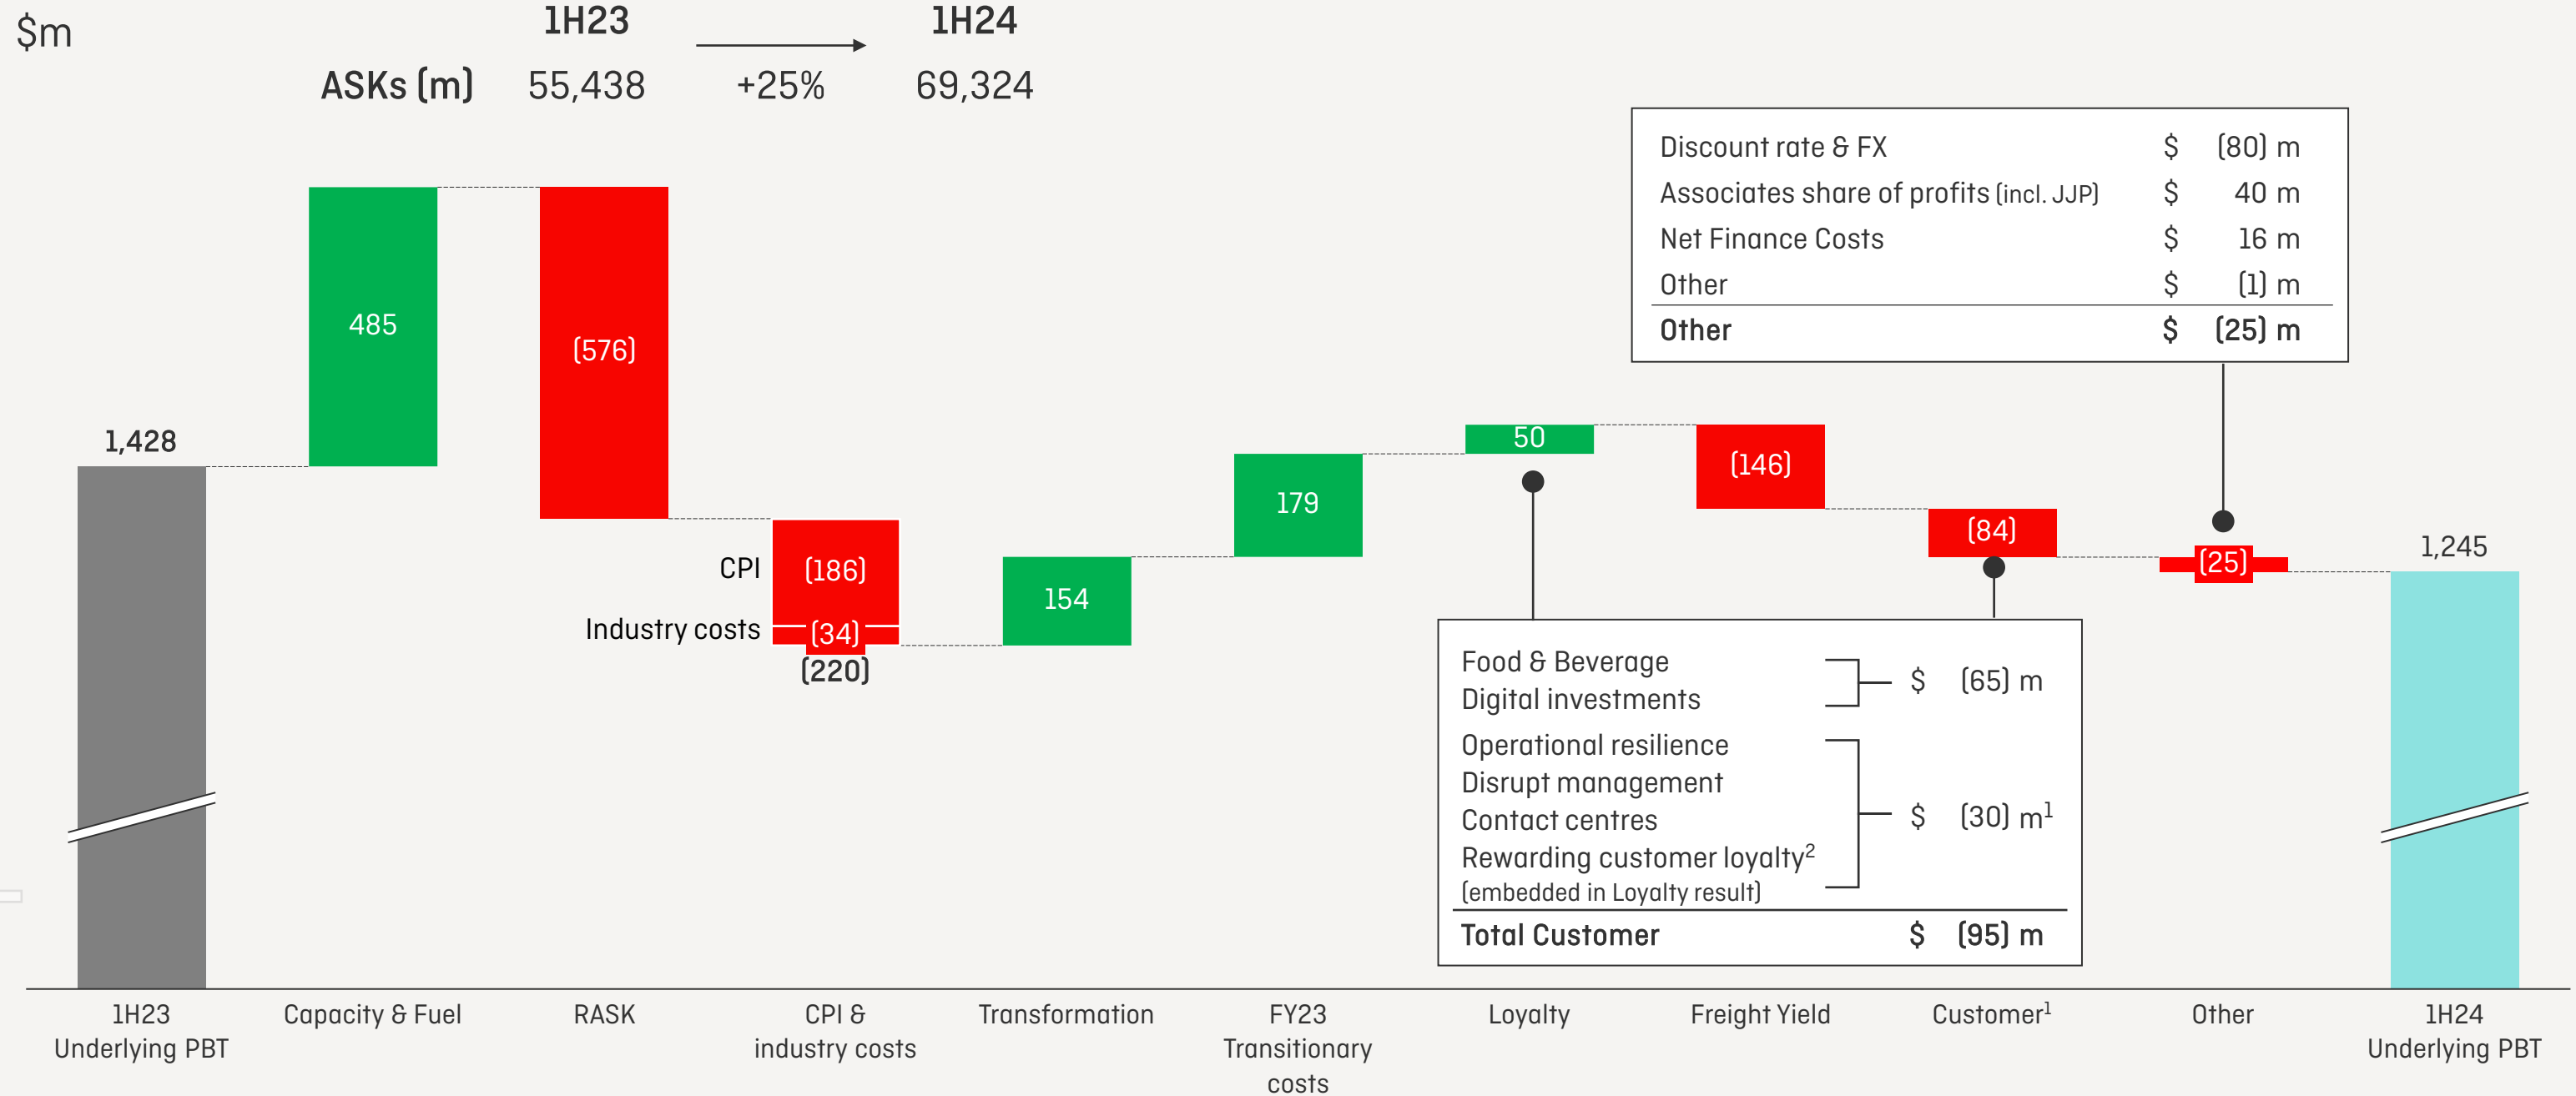 $m
1H23 1H24
ASKs (m) 55,438 +25% 69,324
Discount rate & FX $ (80) m
Associates share of profits (incl. JJP) $ 40 m
Net Finance Costs $ 16 m
Other $ (1) m
Other $ (25) m
1,428
485
(576)
CPI (186)
Industry costs (34)
(220)
154
179
50
(146)
(84)
(25)
1,245
Food & Beverage
Digital investments
$ (65) m
Operational resilience
Disrupt management
Contact centres
Rewarding customer loyalty²
(embedded in Loyalty result)
$ (30) m¹
Total Customer $ (95) m
1H23
Underlying PBT
Capacity & Fuel
RASK
CPI &
industry costs
Transformation
FY23
Transitionary
costs
Loyalty
Freight Yield
Customer¹
Other
1H24
Underlying PBT